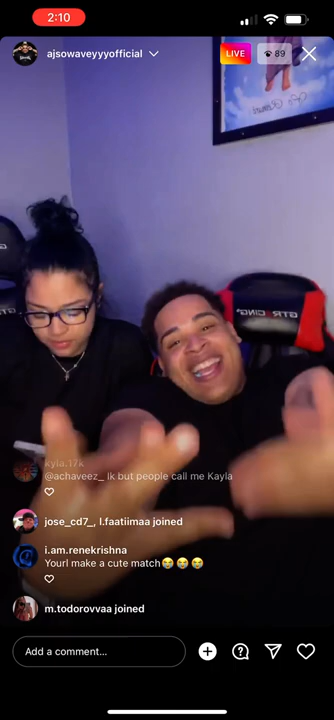 2:10
ajsowaveyyyofficial
LIVE
89
GTRACING
kyla.17k
@achaveez_ Ik but people call me Kayla
jose_cd7_, l.faatiimaa joined
i.am.renekrishna
Yourl make a cute match😭😭😭
m.todorovvaa joined
Add a comment...